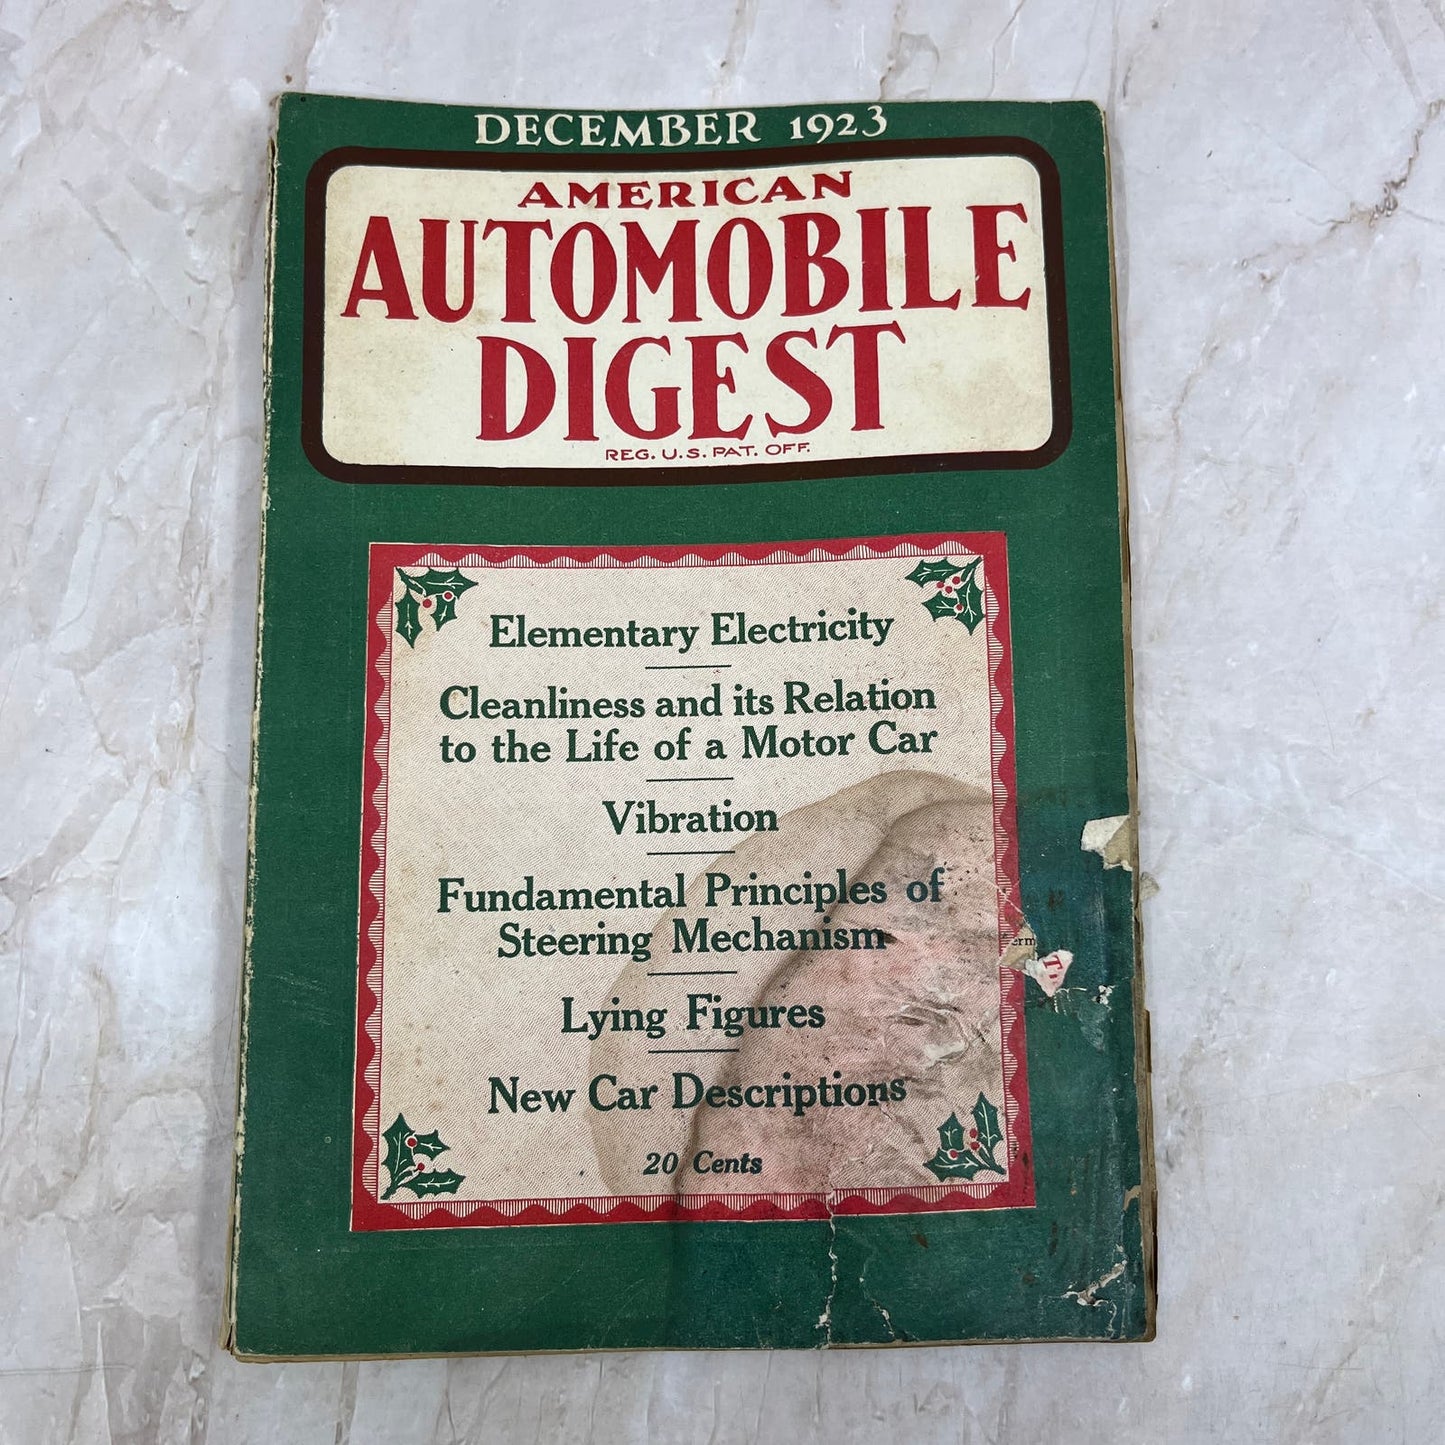 DECEMBER 1923
AMERICAN
AUTOMOBILE
DIGEST
REG. U.S. PAT. OFF.
Elementary Electricity
Cleanliness and its Relation
to the Life of a Motor Car
Vibration
Fundamental Principles of
Steering Mechanism
Lying Figures
New Car Descriptions
20 Cents